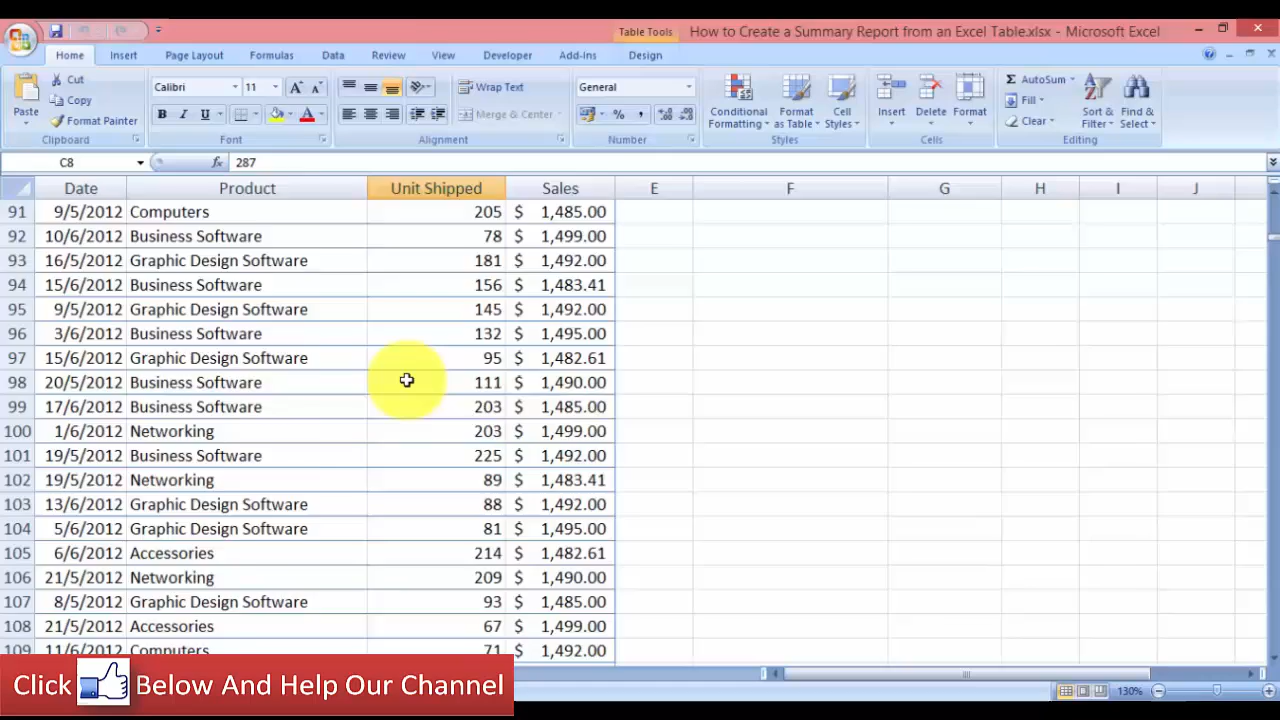 Table Tools
How to Create a Summary Report from an Excel Table.xlsx - Microsoft Excel
Home Insert Page Layout Formulas Data Review View Developer Add-Ins Design
Paste
Cut
Copy
Format Painter
Clipboard
Calibri 11
B I U
Font
Wrap Text
Merge & Center
Alignment
General
Number
Conditional Formatting
Format as Table
Cell Styles
Styles
Insert Delete Format
Cells
AutoSum
Fill
Clear
Sort & Filter
Find & Select
Editing
C8 fx 287
Date Product Unit Shipped Sales E F G H I J
91 9/5/2012 Computers 205 $ 1,485.00
92 10/6/2012 Business Software 78 $ 1,499.00
93 16/5/2012 Graphic Design Software 181 $ 1,492.00
94 15/6/2012 Business Software 156 $ 1,483.41
95 9/5/2012 Graphic Design Software 145 $ 1,492.00
96 3/6/2012 Business Software 132 $ 1,495.00
97 15/6/2012 Graphic Design Software 95 $ 1,482.61
98 20/5/2012 Business Software 111 $ 1,490.00
99 17/6/2012 Business Software 203 $ 1,485.00
100 1/6/2012 Networking 203 $ 1,499.00
101 19/5/2012 Business Software 225 $ 1,492.00
102 19/5/2012 Networking 89 $ 1,483.41
103 13/6/2012 Graphic Design Software 88 $ 1,492.00
104 5/6/2012 Graphic Design Software 81 $ 1,495.00
105 6/6/2012 Accessories 214 $ 1,482.61
106 21/5/2012 Networking 209 $ 1,490.00
107 8/5/2012 Graphic Design Software 93 $ 1,485.00
108 21/5/2012 Accessories 67 $ 1,499.00
109 11/6/2012 Computers 71 $ 1,492.00
Click Below And Help Our Channel
130%